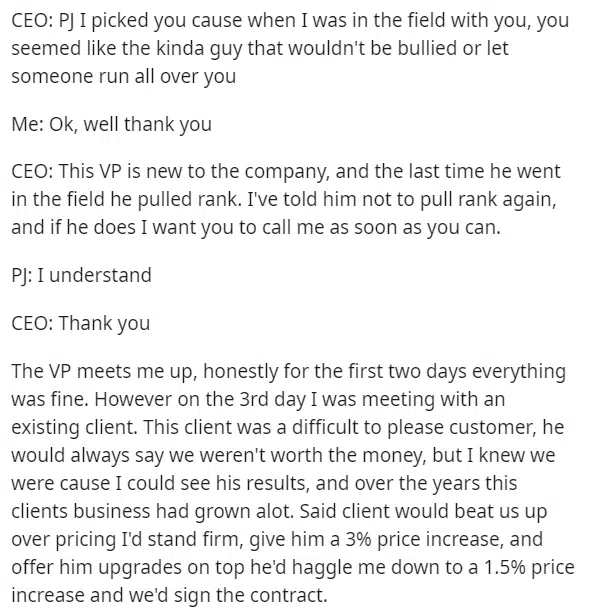 CEO: PJ I picked you cause when I was in the field with you, you
seemed like the kinda guy that wouldn't be bullied or let
someone run all over you
Me: Ok, well thank you
CEO: This VP is new to the company, and the last time he went
in the field he pulled rank. I've told him not to pull rank again,
and if he does I want you to call me as soon as you can.
PJ: I understand
CEO: Thank you
The VP meets me up, honestly for the first two days everything
was fine. However on the 3rd day I was meeting with an
existing client. This client was a difficult to please customer, he
would always say we weren't worth the money, but I knew we
were cause I could see his results, and over the years this
clients business had grown alot. Said client would beat us up
over pricing I'd stand firm, give him a 3% price increase, and
offer him upgrades on top he'd haggle me down to a 1.5% price
increase and we'd sign the contract.